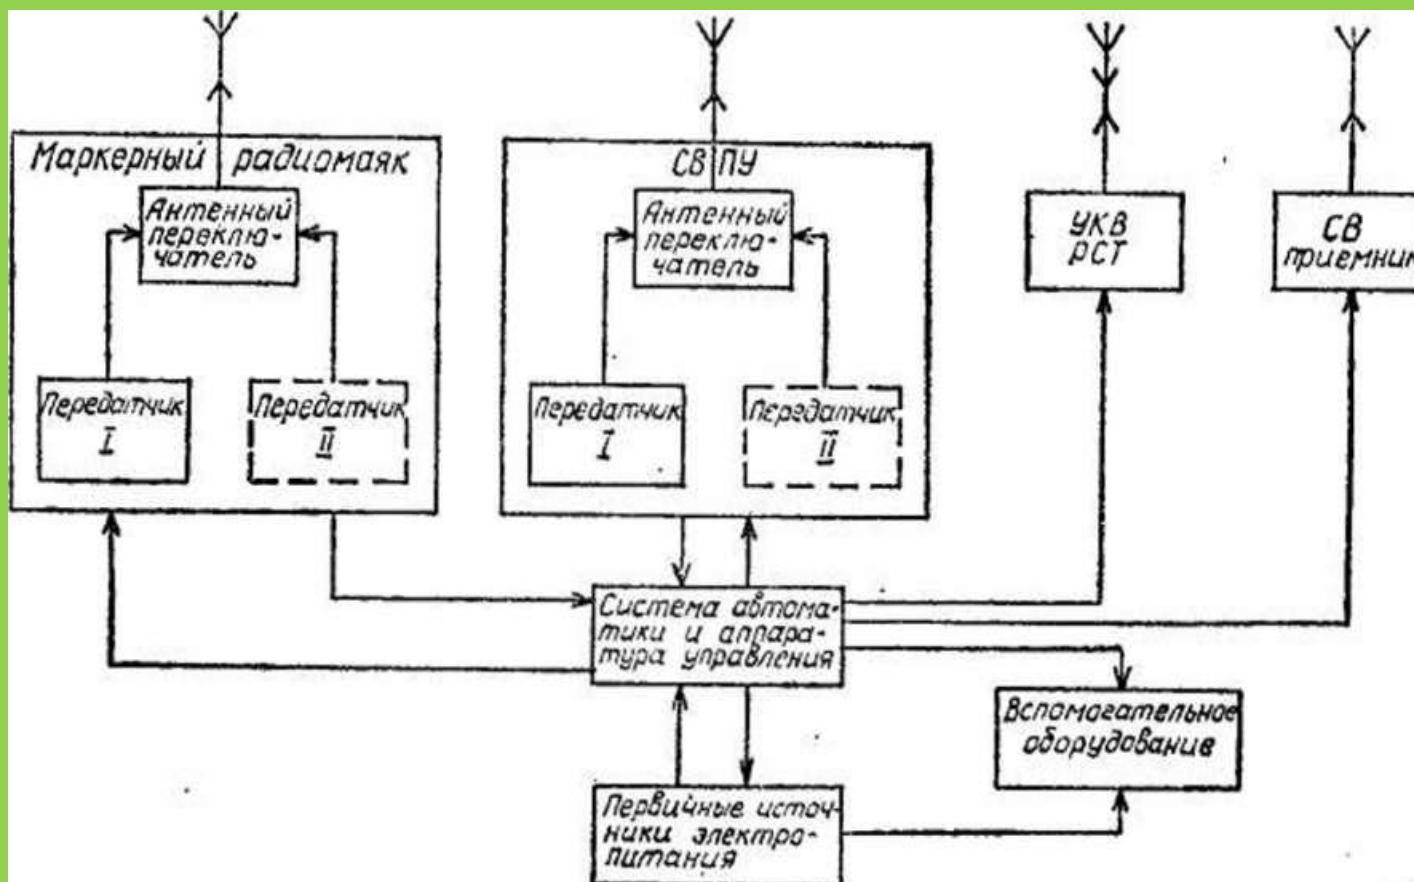 Маркерный радиомаяк
Антенный
переклю-
чатель
Передатчик
I
Передатчик
II
СВ ПУ
Антенный
переклю-
чатель
Передатчик
I
Передатчик
II
УКВ
РСТ
СВ
приемник
Система автома-
тики и аппара-
тура управления
Вспомогательное
оборудование
Первичные источ-
ники электро-
питания